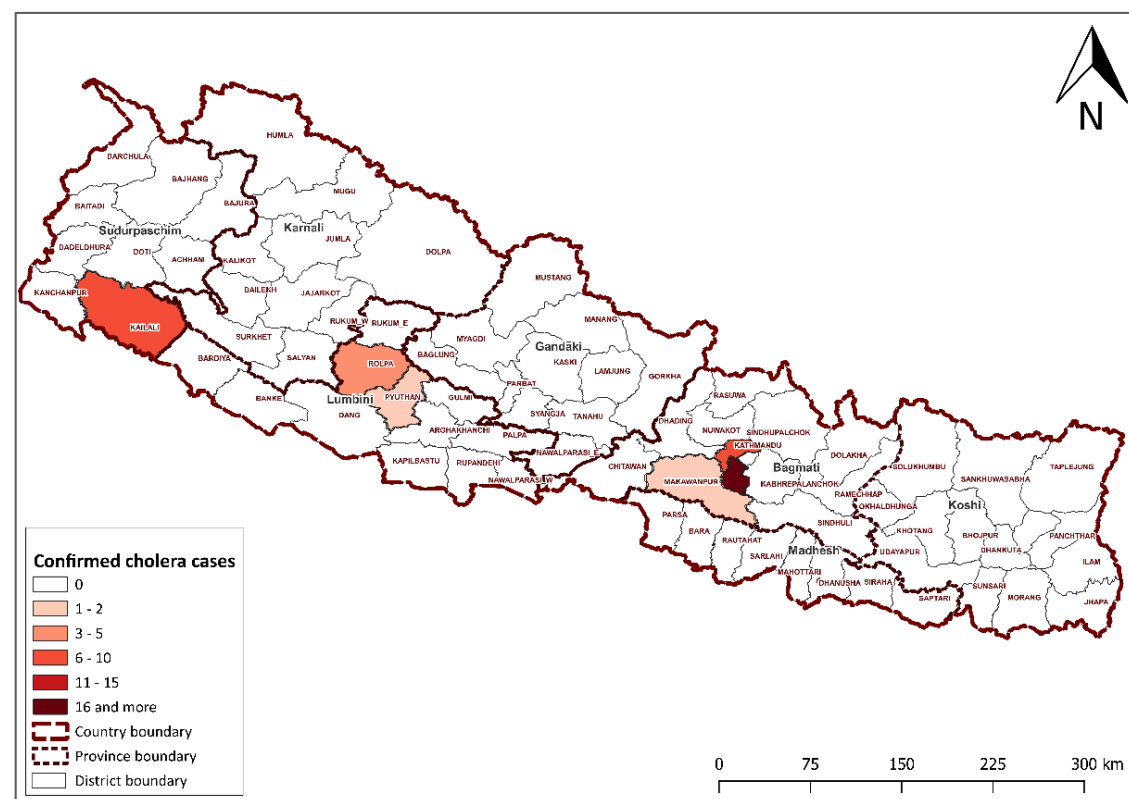 N
HUMLA
DARCHULA
BAJHANG
MUGU
BAITADI
BAJURA
Sudurpaschim
Karnali
JUMLA
DADELDHURA
DOTI
DOLPA
ACHHAM
KALIKOT
MUSTANG
KANCHANPUR
DAILEKH
JAJARKOT
MANANG
RUKUM_W
RUKUM_E
KAILALI
SURKHET
MYAGDI
Gandaki
BARDIYA
SALYAN
ROLPA
BAGLUNG
KASKI
LAMJUNG
GORKHA
PARBAT
RASUWA
BANKE
Lumbini
PYUTHAN
GULMI
DANG
SYANGJA
TANAHU
DHADING
NUWAKOT
SINDHUPALCHOK
ARGHAKHANCHI
PALPA
KATHMANDU
DOLAKHA
NAWALPARASI_E
KAPILBASTU
RUPANDEHI
CHITAWAN
Bagmati
SOLUKHUMBU
TAPLEJUNG
SANKHUWASABHA
NAWALPARASI_W
MAKAWANPUR
KABHREPALANCHOK
RAMECHHAP
OKHALDHUNGA
Koshi
PARSA
SINDHULI
BARA
KHOTANG
BHOJPUR
PANCHTHAR
RAUTAHAT
Madhesh
UDAYAPUR
DHANKUTA
SARLAHI
ILAM
MAHOTTARI
DHANUSHA
SIRAHA
SUNSARI
SAPTARI
MORANG
JHAPA
Confirmed cholera cases
0
1 - 2
3 - 5
6 - 10
11 - 15
16 and more
Country boundary
Province boundary
District boundary
0 75 150 225 300 km